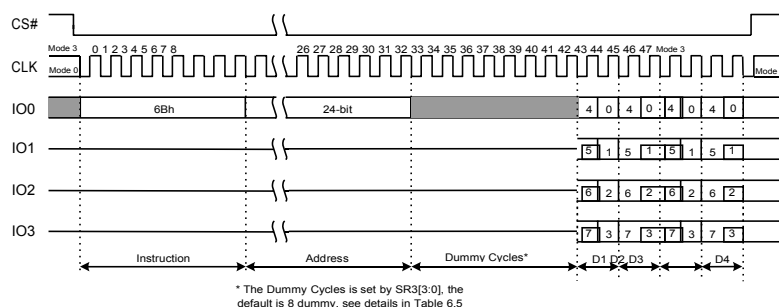 CS#
Mode 3 0 1 2 3 4 5 6 7 8 26 27 28 29 30 31 32 33 34 35 36 37 38 39 40 41 42 43 44 45 46 47 Mode 3
CLK Mode 0 Mode
IO0 6Bh 24-bit 4 0 4 0 4 0 4 0
IO1 5 1 5 1 5 1 5 1
IO2 6 2 6 2 6 2 6 2
IO3 7 3 7 3 7 3 7 3
Instruction Address Dummy Cycles* D1 D2 D3 D4
* The Dummy Cycles is set by SR3[3:0], the
default is 8 dummy, see details in Table 6.5